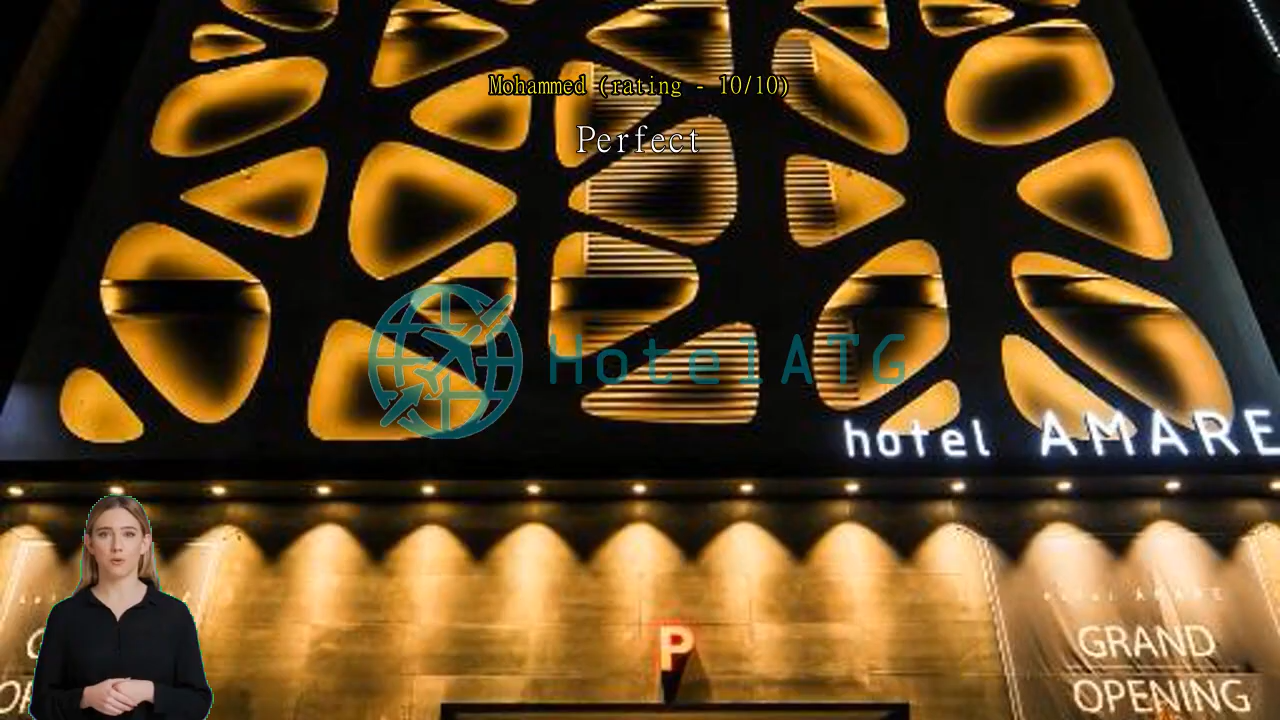 Mohammed (rating - 10/10)
Perfect
HotelATG
hotel AMARE
P
GRAND
OPENING